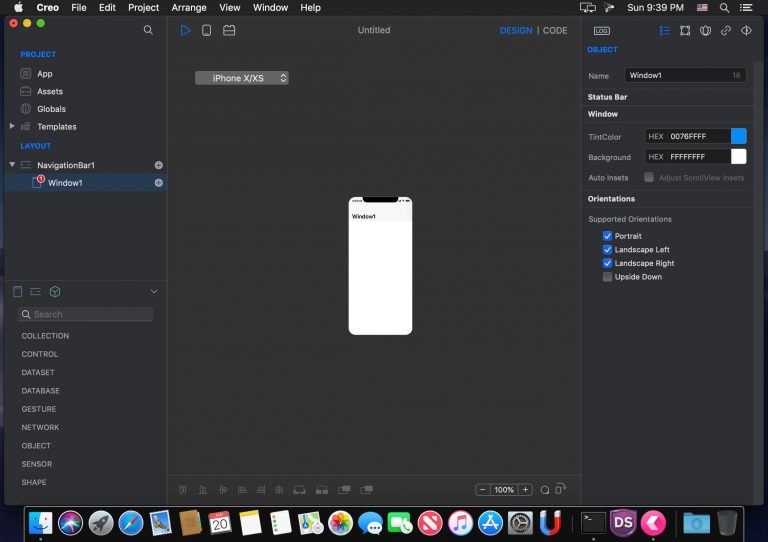 Creo File Edit Project Arrange View Window Help Sun 9:39 PM
Untitled
DESIGN | CODE
LOG
PROJECT
App
Assets
Globals
Templates
LAYOUT
NavigationBar1
1
Window1
Search
COLLECTION
CONTROL
DATASET
DATABASE
GESTURE
NETWORK
OBJECT
SENSOR
SHAPE
iPhone X/XS
Window1
100%
OBJECT
Name Window1 18
Status Bar
Window
TintColor HEX 0076FFFF
Background HEX FFFFFFFF
Auto Insets Adjust ScrollView Insets
Orientations
Supported Orientations
Portrait
Landscape Left
Landscape Right
Upside Down
20
DS